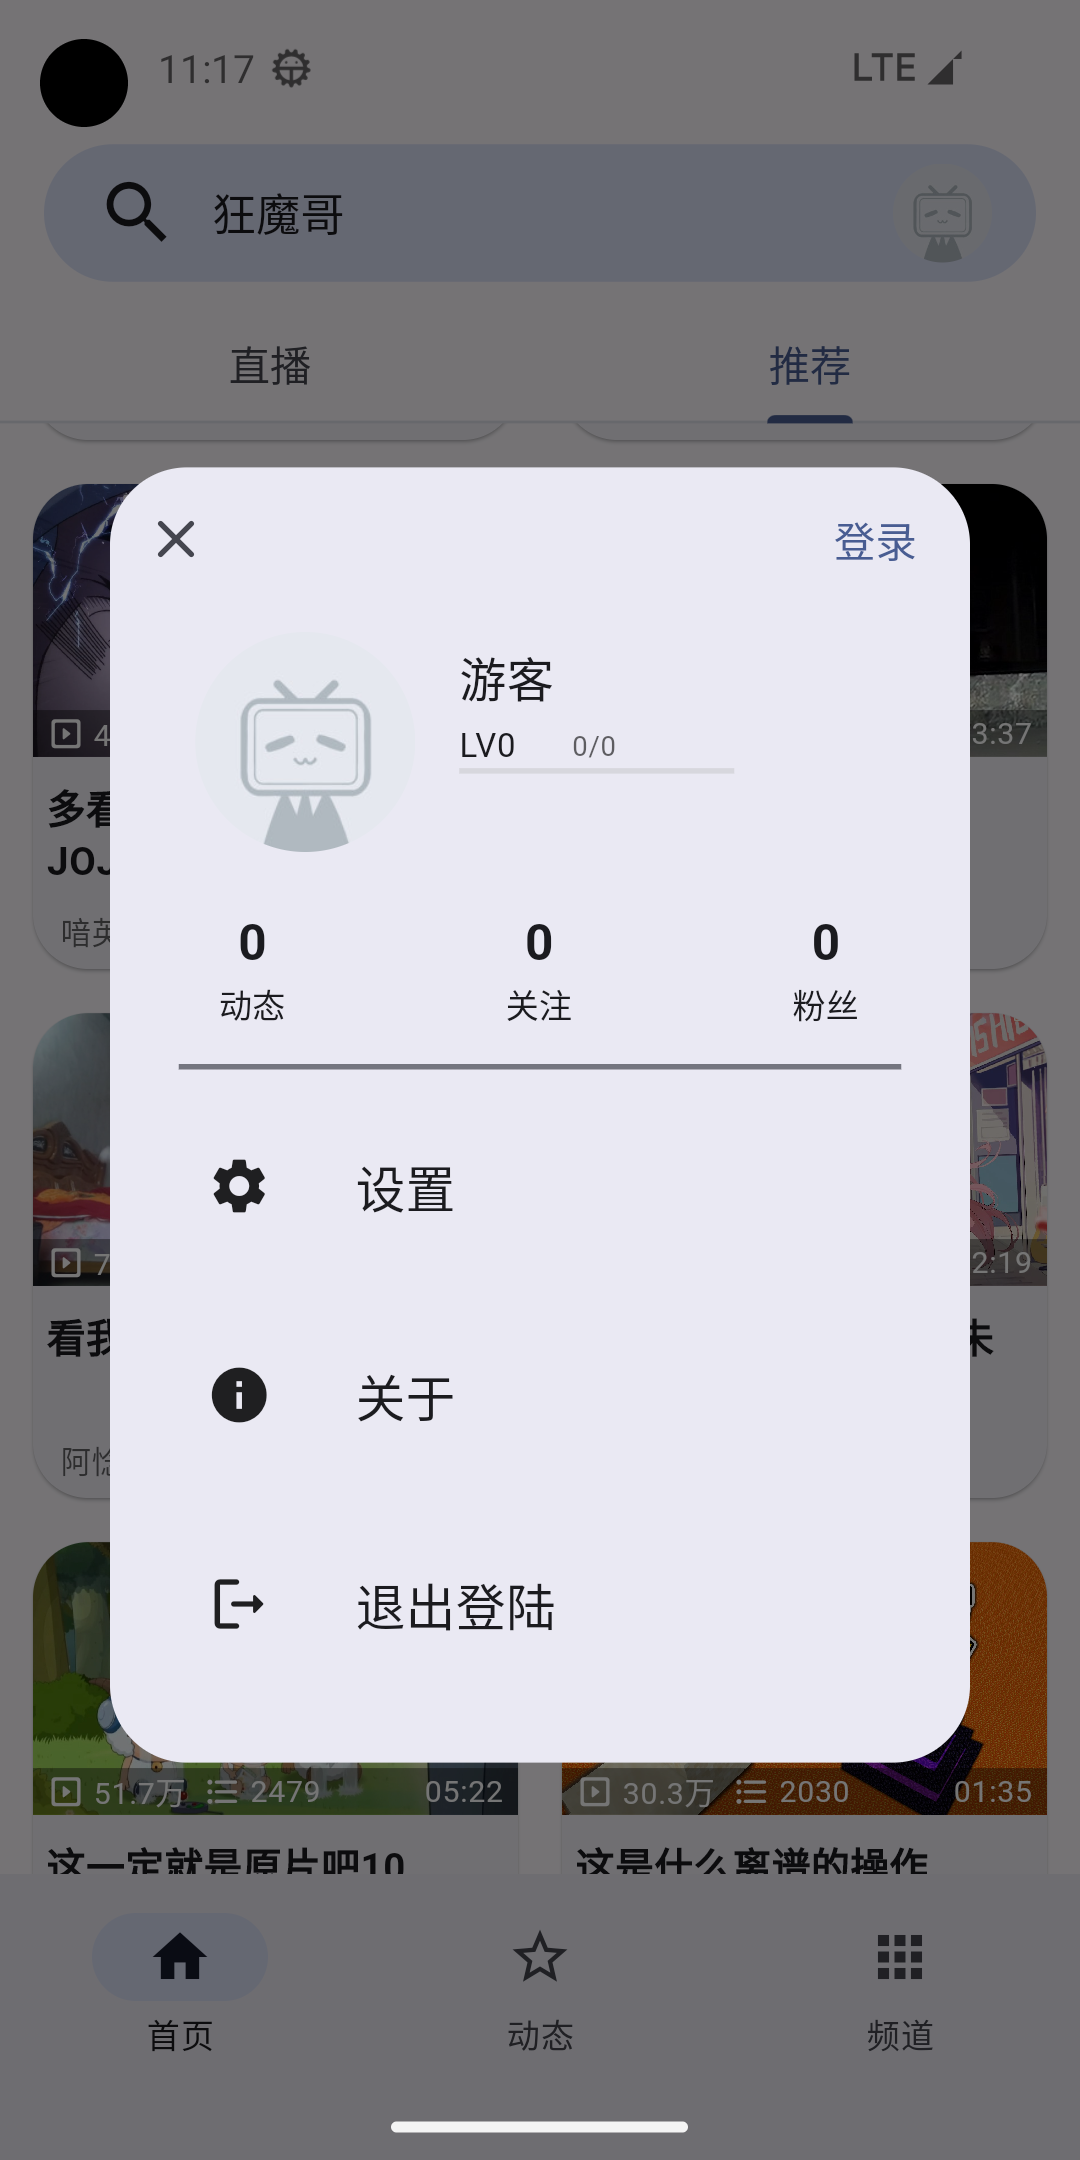 11:17
LTE
狂魔哥
直播
推荐
登录
游客
LV0
0/0
0
0
0
动态
关注
粉丝
设置
关于
退出登陆
4
3:37
多看
JOJ
喑英
7
2:19
看我
未
51.7万
2479
05:22
30.3万
2030
01:35
这一定就是原片吧10
这是什么离谱的操作
首页
动态
频道